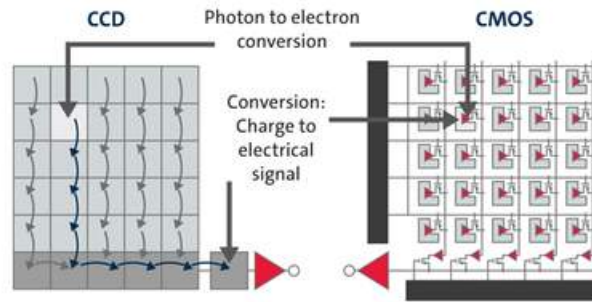 CCD
Photon to electron
conversion
CMOS
Conversion:
Charge to
electrical
signal